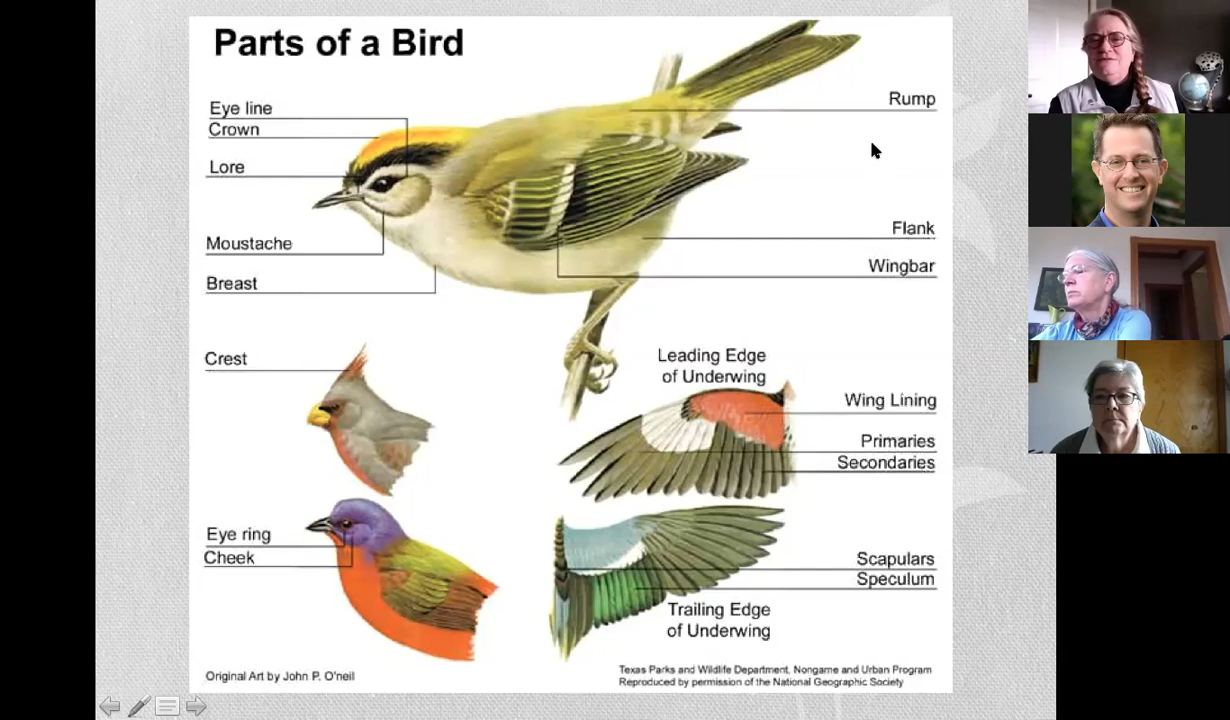 Parts of a Bird
Eye line
Crown
Lore
Moustache
Breast
Rump
Flank
Wingbar
Crest
Leading Edge
of Underwing
Wing Lining
Primaries
Secondaries
Eye ring
Cheek
Scapulars
Speculum
Trailing Edge
of Underwing
Original Art by John P. O'neil
Texas Parks and Wildlife Department, Nongame and Urban Program
Reproduced by permission of the National Geographic Society